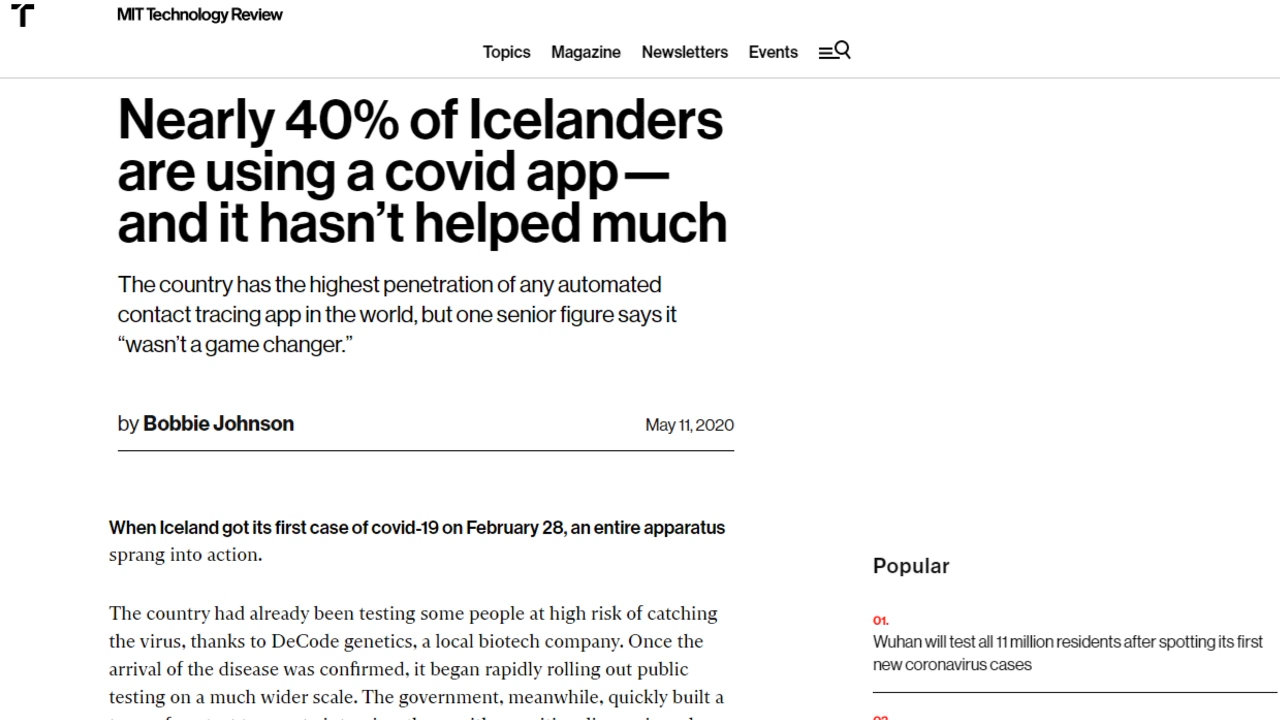 MIT Technology Review
Topics Magazine Newsletters Events
Nearly 40% of Icelanders
are using a covid app—
and it hasn’t helped much
The country has the highest penetration of any automated
contact tracing app in the world, but one senior figure says it
“wasn’t a game changer.”
by Bobbie Johnson May 11, 2020
When Iceland got its first case of covid-19 on February 28, an entire apparatus
sprang into action.
The country had already been testing some people at high risk of catching
the virus, thanks to DeCode genetics, a local biotech company. Once the
arrival of the disease was confirmed, it began rapidly rolling out public
testing on a much wider scale. The government, meanwhile, quickly built a
Popular
01.
Wuhan will test all 11 million residents after spotting its first
new coronavirus cases